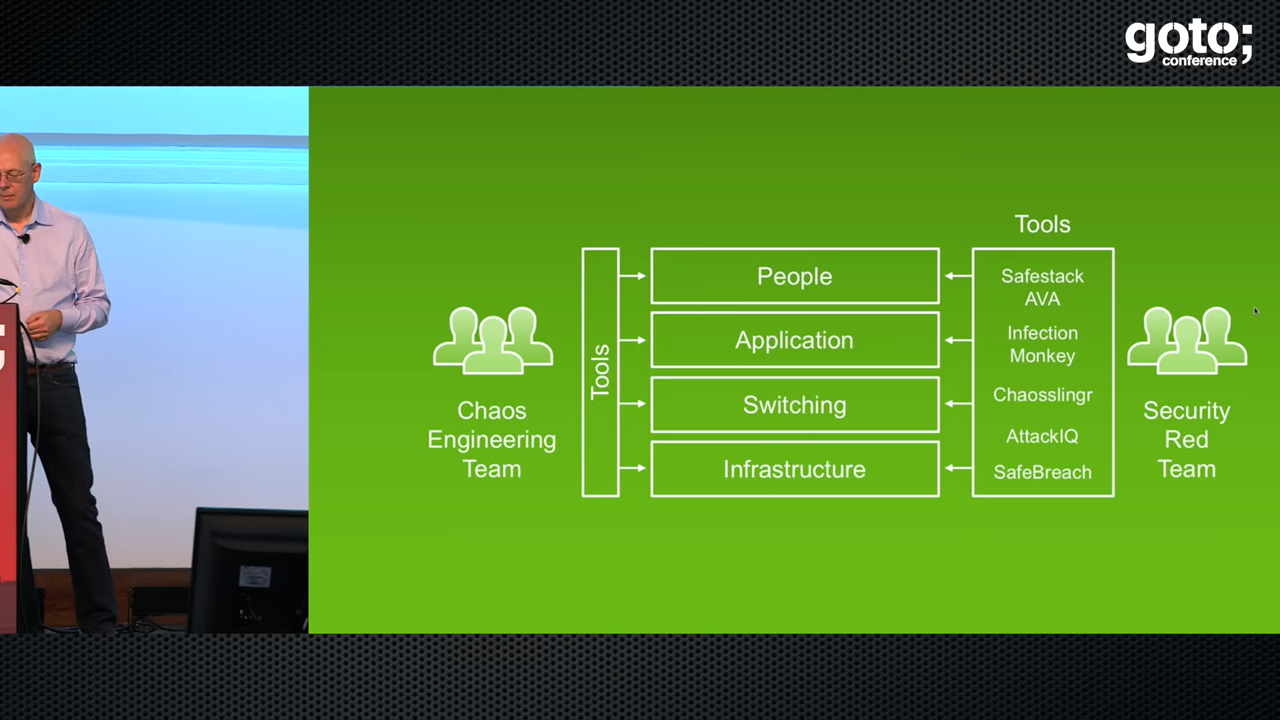 goto;
conference
Tools
People
Application
Switching
Infrastructure
Tools
Safestack
AVA
Infection
Monkey
Chaosslingr
AttackIQ
SafeBreach
Chaos
Engineering
Team
Security
Red
Team